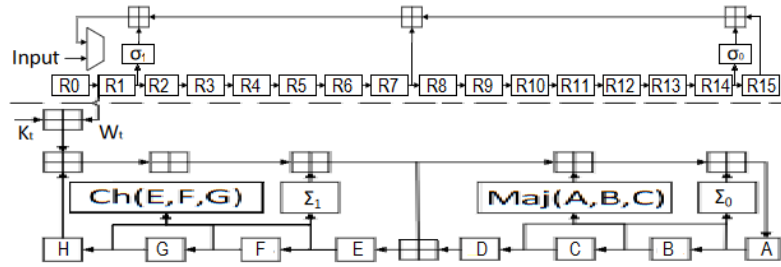 Input
σ₁
σ₀
R0 R1 R2 R3 R4 R5 R6 R7 R8 R9 R10 R11 R12 R13 R14 R15
Kₜ Wₜ
Ch(E,F,G) Σ₁ Maj(A,B,C) Σ₀
H G F E D C B A